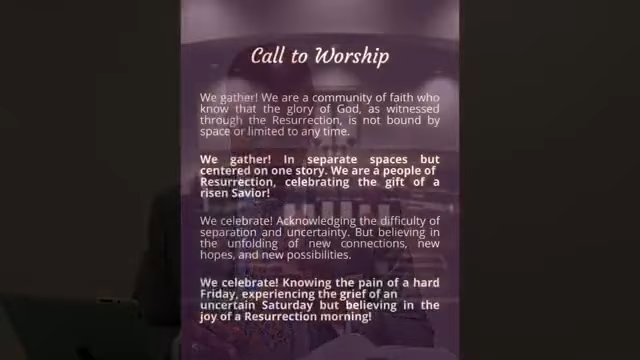 Call to Worship
We gather! We are a community of faith who
know that the glory of God, as witnessed
through the Resurrection, is not bound by
space or limited to any time.
We gather! In separate spaces but
centered on one story. We are a people of
Resurrection, celebrating the gift of a
risen Savior!
We celebrate! Acknowledging the difficulty of
separation and uncertainty. But believing in
the unfolding of new connections, new
hopes, and new possibilities.
We celebrate! Knowing the pain of a hard
Friday, experiencing the grief of an
uncertain Saturday but believing in the
joy of a Resurrection morning!